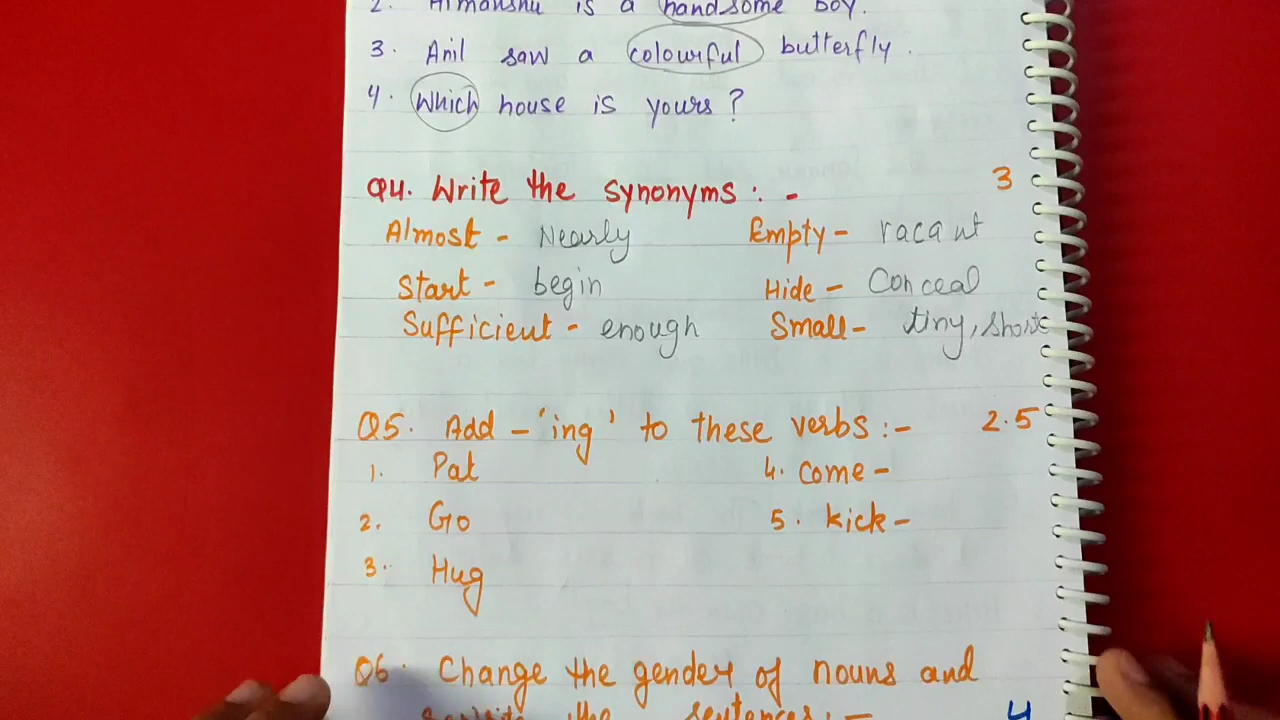 2. Himanshu is a handsome boy.
3. Anil saw a colourful butterfly.
4. Which house is yours?
Q4. Write the synonyms :- 3
Almost - Nearly Empty - vacant
Start - begin Hide - Conceal
Sufficient - enough Small - tiny, short
Q5. Add -'ing' to these verbs :- 2.5
1. Pat 4. Come -
2. Go 5. Kick -
3. Hug
Q6. Change the gender of nouns and
the sentences :- 4